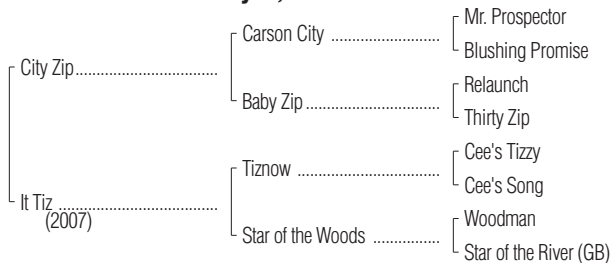 Mr. Prospector
Carson City ....................
Blushing Promise
City Zip................................
Relaunch
Baby Zip..........................
Thirty Zip
Cee's Tizzy
Tiznow ............................
Cee's Song
It Tiz ....................................
(2007)
Woodman
Star of the Woods ................
Star of the River (GB)